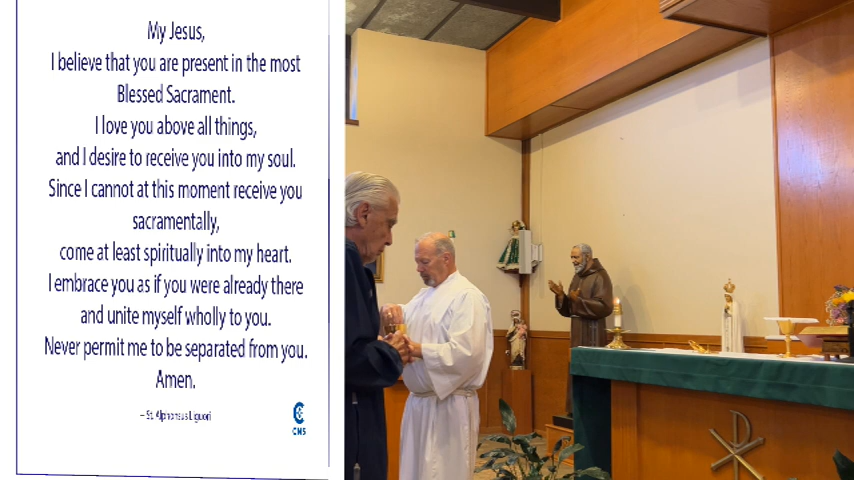 My Jesus,
I believe that you are present in the most
Blessed Sacrament.
I love you above all things,
and I desire to receive you into my soul.
Since I cannot at this moment receive you
sacramentally,
come at least spiritually into my heart.
I embrace you as if you were already there
and unite myself wholly to you.
Never permit me to be separated from you.
Amen.
– St. Alphonsus Liguori
CNS